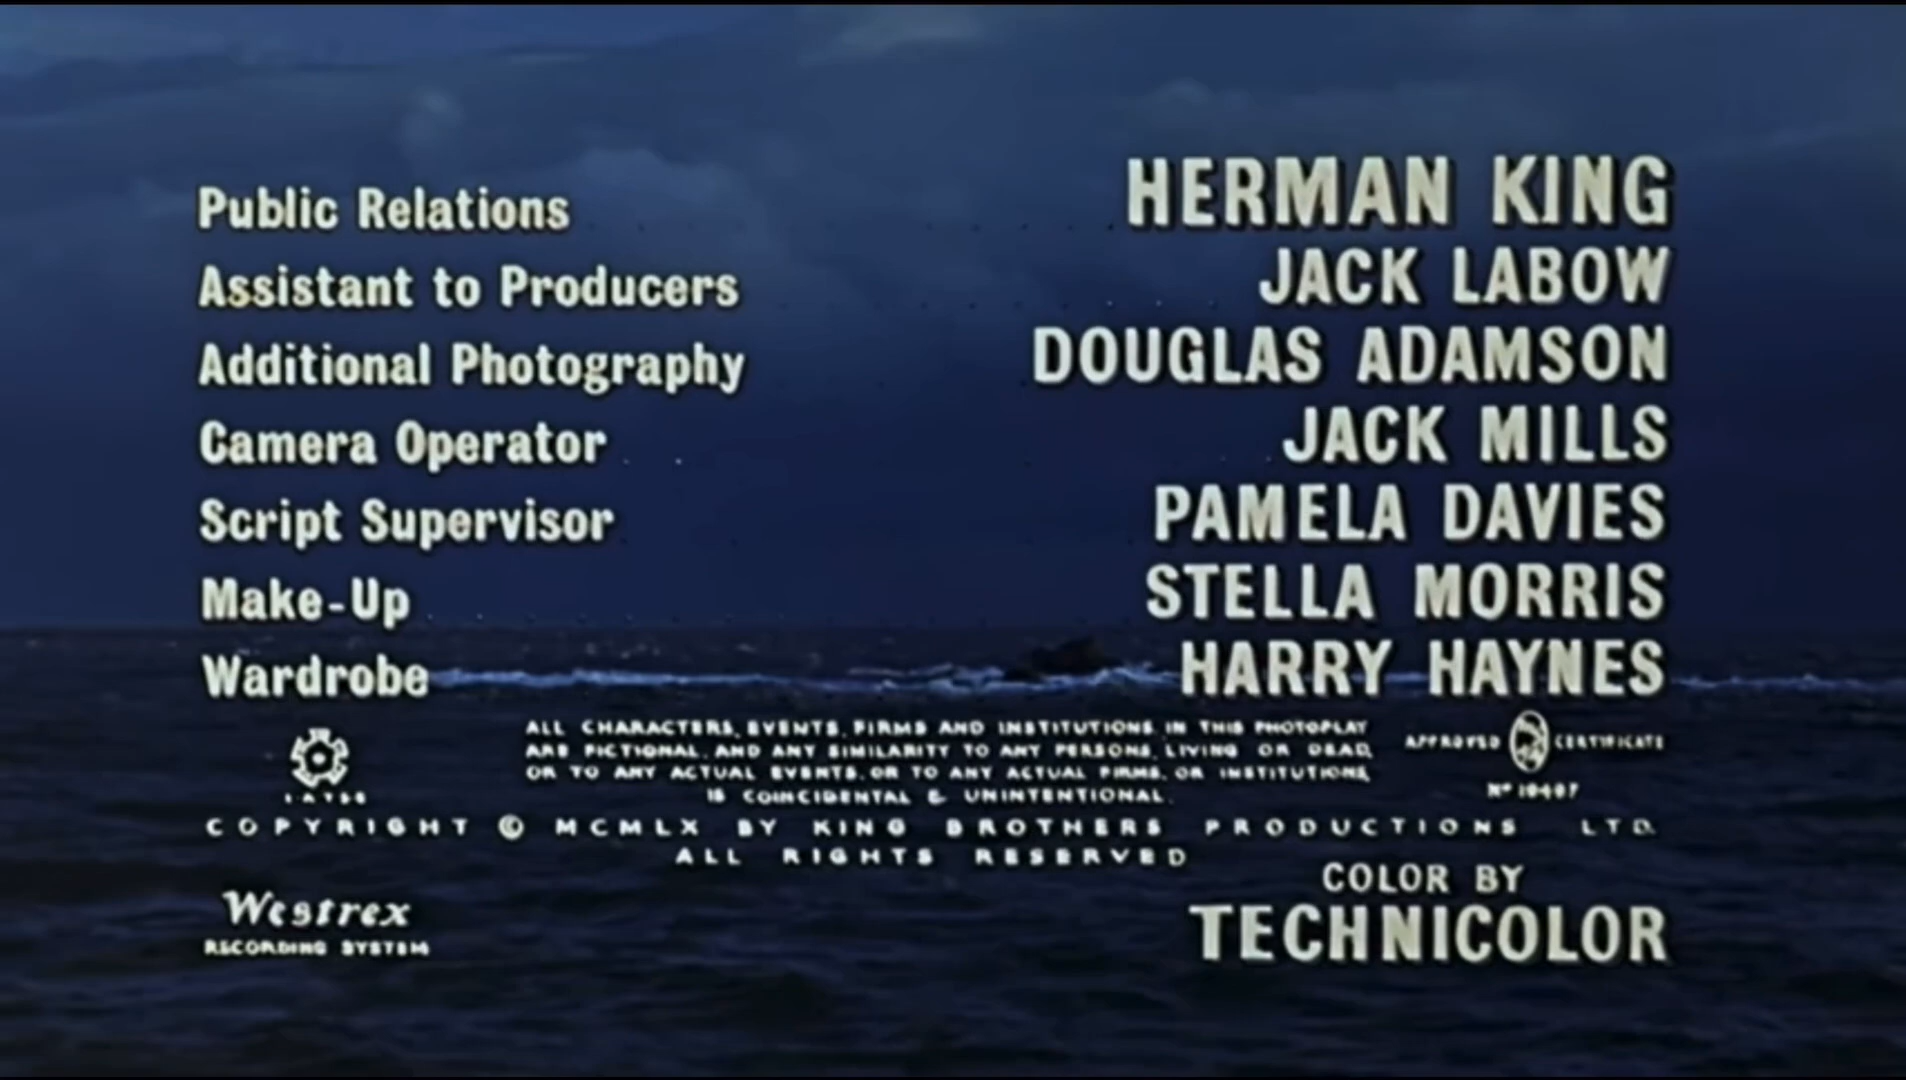 Public Relations HERMAN KING
Assistant to Producers JACK LABOW
Additional Photography DOUGLAS ADAMSON
Camera Operator JACK MILLS
Script Supervisor PAMELA DAVIES
Make-Up STELLA MORRIS
Wardrobe HARRY HAYNES
ALL CHARACTERS, EVENTS, FIRMS AND INSTITUTIONS IN THIS PHOTOPLAY
ARE FICTIONAL, AND ANY SIMILARITY TO ANY PERSONS, LIVING OR DEAD,
OR TO ANY ACTUAL EVENTS, OR TO ANY ACTUAL FIRMS, OR INSTITUTIONS,
IS COINCIDENTAL & UNINTENTIONAL.
APPROVED CERTIFICATE
I A T S E
COPYRIGHT © MCMLX BY KING BROTHERS PRODUCTIONS LTD.
ALL RIGHTS RESERVED
Westrex
RECORDING SYSTEM
COLOR BY
TECHNICOLOR